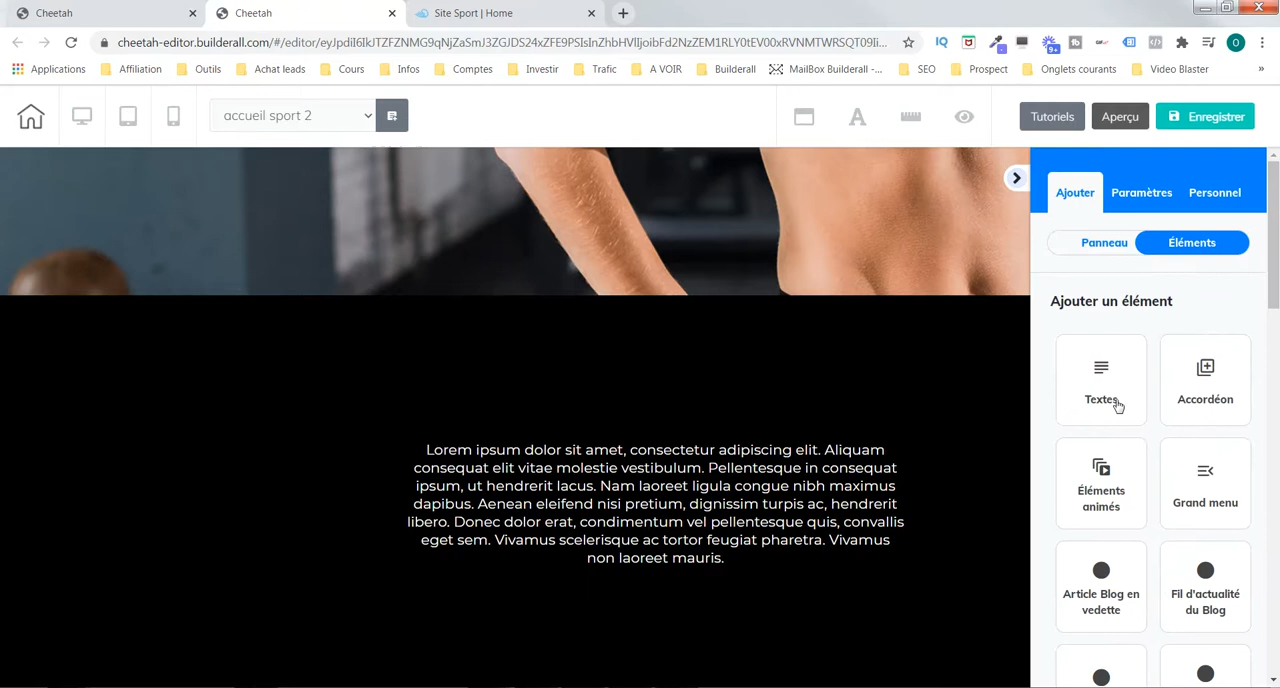 Cheetah
Cheetah
Site Sport | Home
cheetah-editor.builderall.com/#/editor/eyJpdiI6IkJTZFZNMG9qNjZaSmJ3ZGJDS24xZFE9PSIsInZhbHVlIjoibFd2NzZEM1RLY0tEV00xRVNMTWRSQT09Ii...
IQ
9+
O
Applications
Affiliation
Outils
Achat leads
Cours
Infos
Comptes
Investir
Trafic
A VOIR
Builderall
MailBox Builderall -...
SEO
Prospect
Onglets courants
Video Blaster
»
accueil sport 2
A
Tutoriels
Aperçu
Enregistrer
Ajouter
Paramètres
Personnel
Panneau
Éléments
Ajouter un élément
Textes
Accordéon
Éléments
animés
Grand menu
Article Blog en
vedette
Fil d'actualité
du Blog
Lorem ipsum dolor sit amet, consectetur adipiscing elit. Aliquam
consequat elit vitae molestie vestibulum. Pellentesque in consequat
ipsum, ut hendrerit lacus. Nam laoreet ligula congue nibh maximus
dapibus. Aenean eleifend nisi pretium, dignissim turpis ac, hendrerit
libero. Donec dolor erat, condimentum vel pellentesque quis, convallis
eget sem. Vivamus scelerisque ac tortor feugiat pharetra. Vivamus
non laoreet mauris.